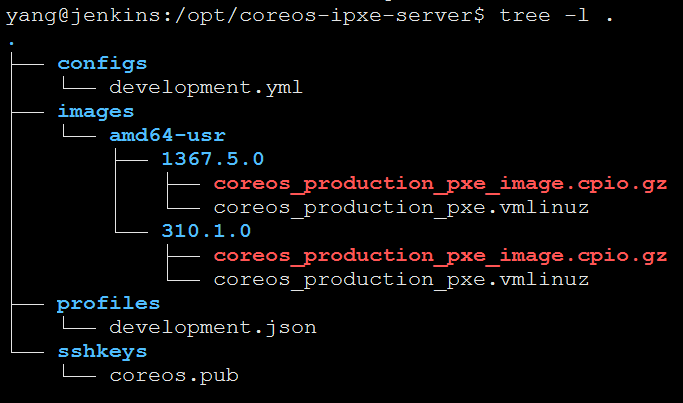 yang@jenkins:/opt/coreos-ipxe-server$ tree -l .
.
├── configs
│   └── development.yml
├── images
│   └── amd64-usr
│       ├── 1367.5.0
│       │   ├── coreos_production_pxe_image.cpio.gz
│       │   └── coreos_production_pxe.vmlinuz
│       └── 310.1.0
│           ├── coreos_production_pxe_image.cpio.gz
│           └── coreos_production_pxe.vmlinuz
├── profiles
│   └── development.json
└── sshkeys
    └── coreos.pub